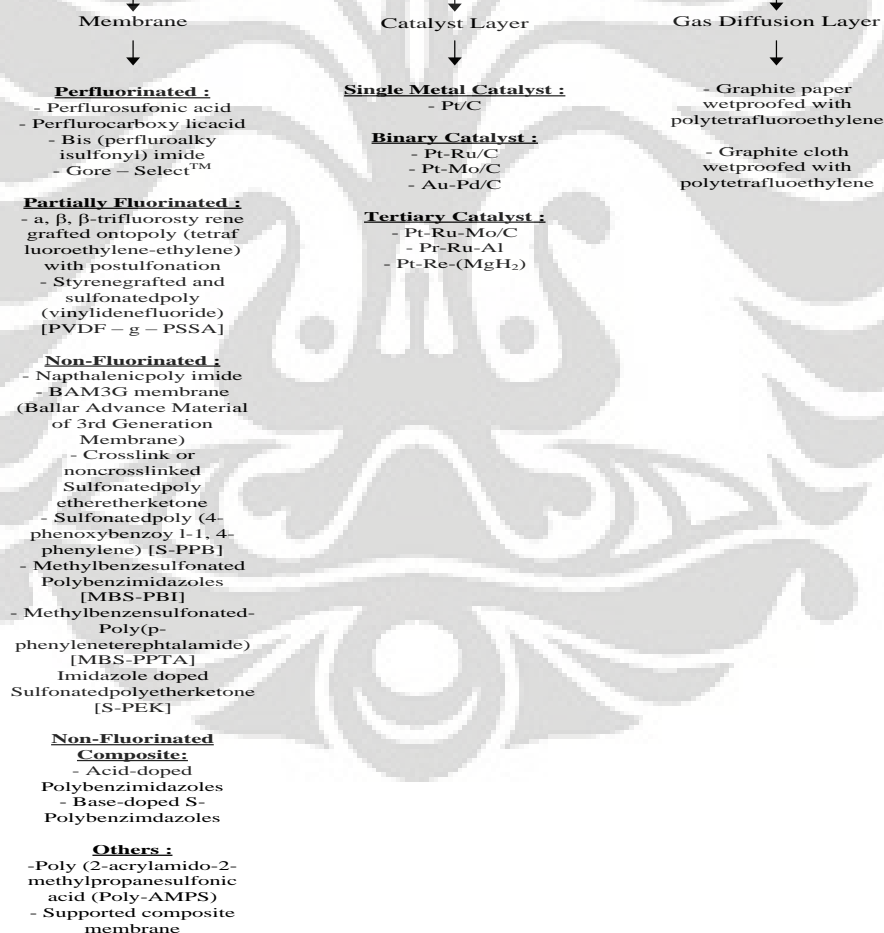 Membrane
Perfluorinated :
- Perflurosufonic acid
- Perflurocarboxy licacid
- Bis (perfluroalky
isulfonyl) imide
- Gore – Select™
Partially Fluorinated :
- a, β, β-trifluorosty rene
grafted ontopoly (tetraf
luoroethylene-ethylene)
with postulfonation
- Styrenegrafted and
sulfonatedpoly
(vinylidenefluoride)
[PVDF – g – PSSA]
Non-Fluorinated :
- Napthalenicpoly imide
- BAM3G membrane
(Ballar Advance Material
of 3rd Generation
Membrane)
- Crosslink or
noncrosslinked
Sulfonatedpoly
etheretherketone
- Sulfonatedpoly (4-
phenoxybenzoy l-1, 4-
phenylene) [S-PPB]
- Methylbenzesulfonated
Polybenzimidazoles
[MBS-PBI]
- Methylbenzensulfonated-
Poly(p-
phenyleneterephtalamide)
[MBS-PPTA]
Imidazole doped
Sulfonatedpolyetherketone
[S-PEK]
Non-Fluorinated
Composite:
- Acid-doped
Polybenzimidazoles
- Base-doped S-
Polybenzimdazoles
Others :
-Poly (2-acrylamido-2-
methylpropanesulfonic
acid (Poly-AMPS)
- Supported composite
membrane
Catalyst Layer
Single Metal Catalyst :
- Pt/C
Binary Catalyst :
- Pt-Ru/C
- Pt-Mo/C
- Au-Pd/C
Tertiary Catalyst :
- Pt-Ru-Mo/C
- Pr-Ru-Al
- Pt-Re-(MgH₂)
Gas Diffusion Layer
- Graphite paper
wetproofed with
polytetrafluoroethylene
- Graphite cloth
wetproofed with
polytetrafluoethylene